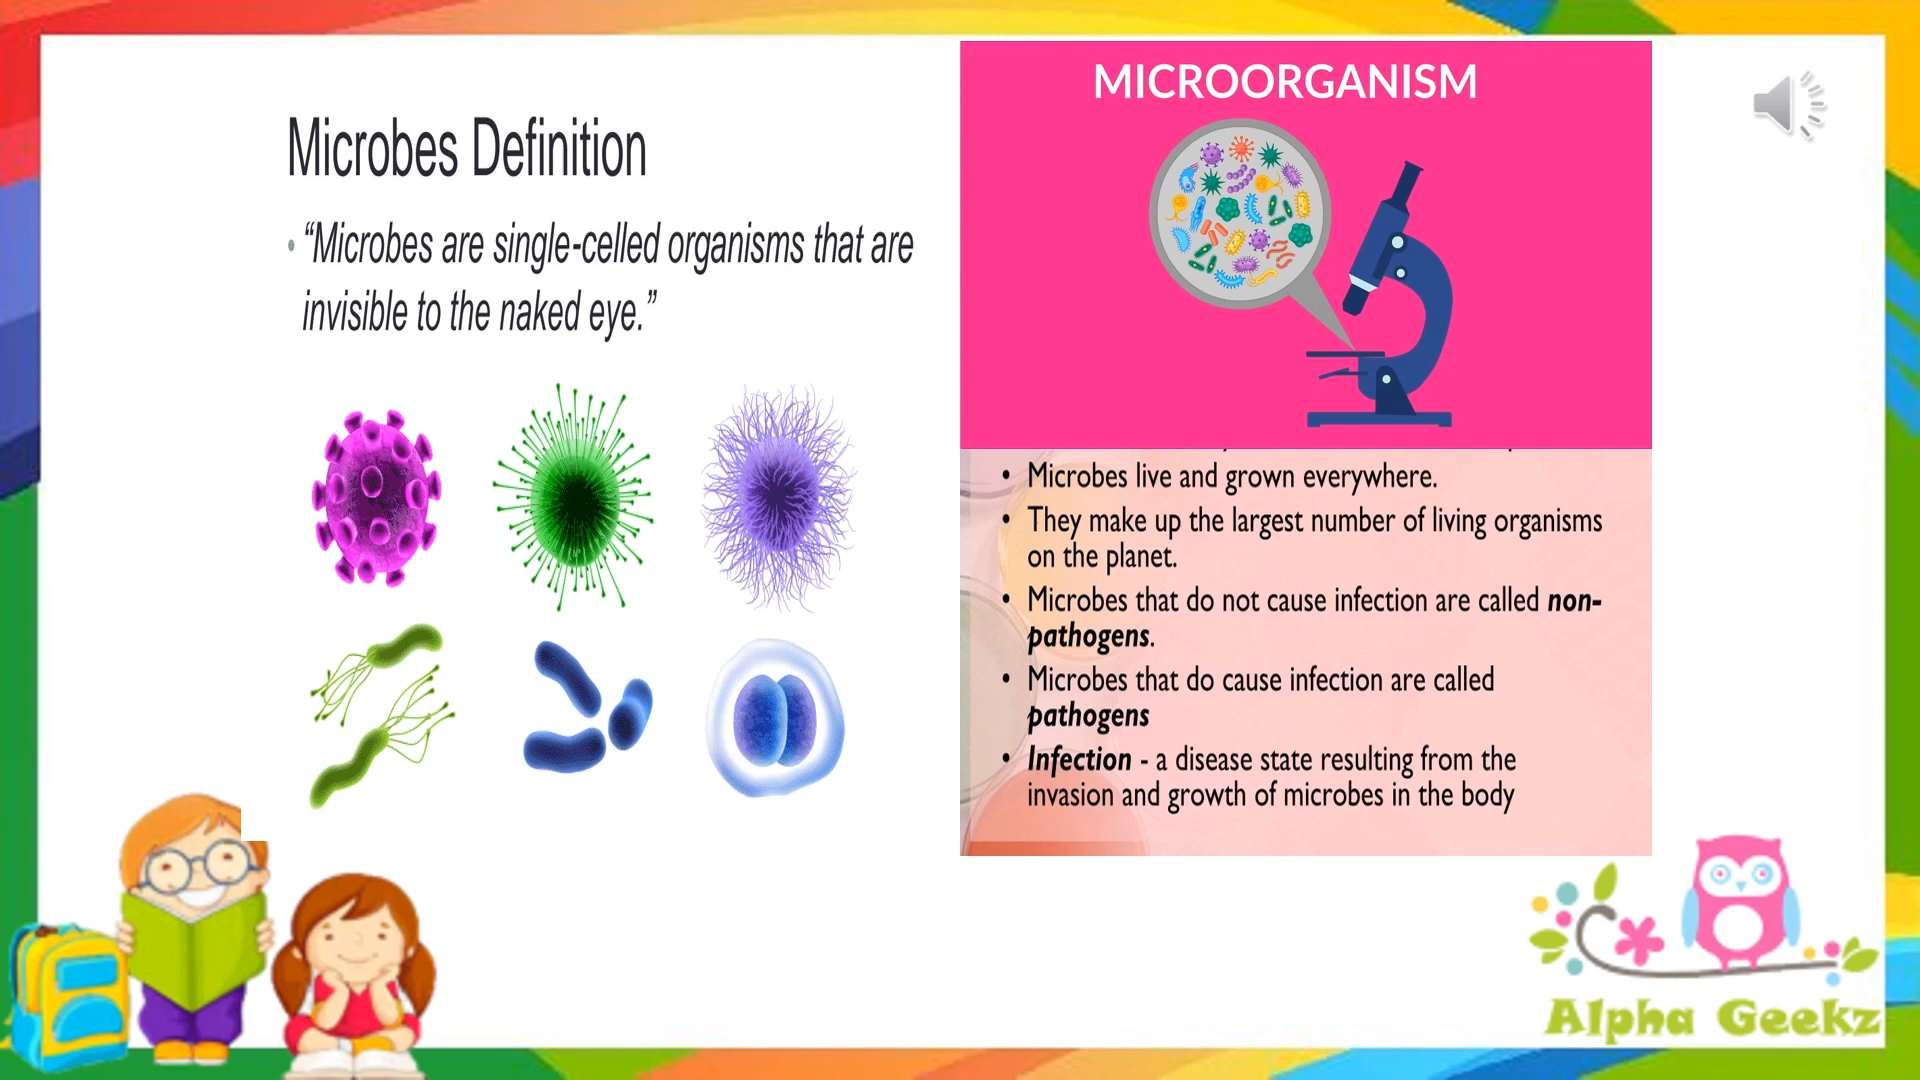 Microbes Definition
• “Microbes are single-celled organisms that are
invisible to the naked eye.”
MICROORGANISM
• Microbes live and grown everywhere.
• They make up the largest number of living organisms
on the planet.
• Microbes that do not cause infection are called non-
pathogens.
• Microbes that do cause infection are called
pathogens
• Infection - a disease state resulting from the
invasion and growth of microbes in the body
Alpha Geekz